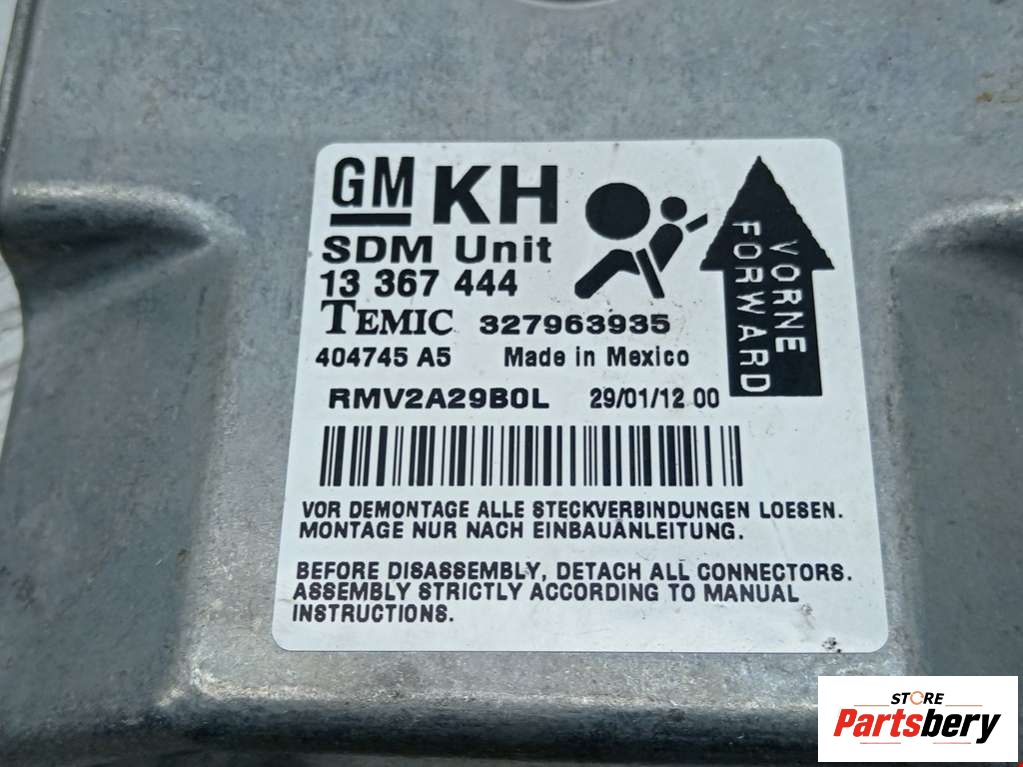 GM KH
SDM Unit
13 367 444
TEMIC 327963935
404745 A5 Made in Mexico
RMV2A29B0L 29/01/12 00
VORNE
FORWARD
VOR DEMONTAGE ALLE STECKVERBINDUNGEN LOESEN.
MONTAGE NUR NACH EINBAUANLEITUNG.
BEFORE DISASSEMBLY, DETACH ALL CONNECTORS.
ASSEMBLY STRICTLY ACCORDING TO MANUAL
INSTRUCTIONS.
STORE
Partsbery